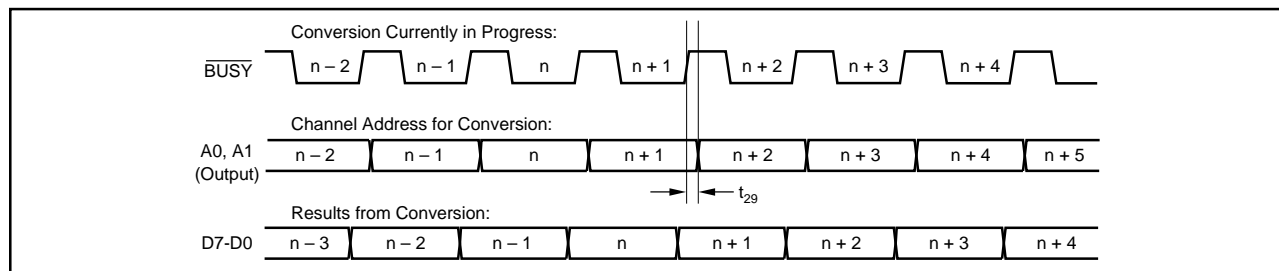 Conversion Currently in Progress:
BUSY n – 2 n – 1 n n + 1 n + 2 n + 3 n + 4
Channel Address for Conversion:
A0, A1
(Output)
n – 2 n – 1 n n + 1 n + 2 n + 3 n + 4 n + 5
t29
Results from Conversion:
D7-D0 n – 3 n – 2 n – 1 n n + 1 n + 2 n + 3 n + 4